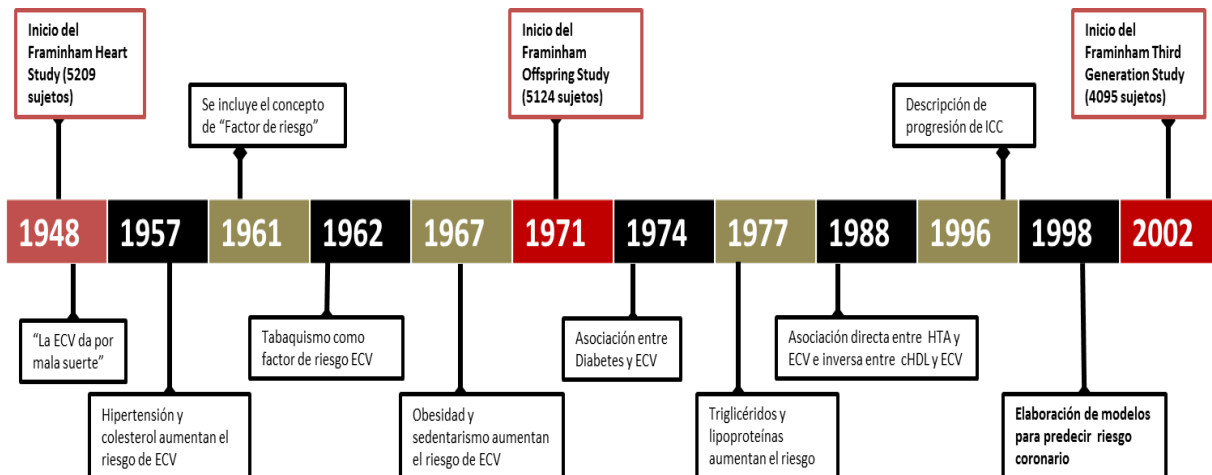 Inicio del
Framinham Heart
Study (5209
sujetos)
Se incluye el concepto
de “Factor de riesgo”
Inicio del
Framinham
Offspring Study
(5124 sujetos)
Descripción de
progresión de ICC
Inicio del
Framinham Third
Generation Study
(4095 sujetos)
1948 1957 1961 1962 1967 1971 1974 1977 1988 1996 1998 2002
“La ECV da por
mala suerte”
Hipertensión y
colesterol aumentan el
riesgo de ECV
Tabaquismo como
factor de riesgo ECV
Obesidad y
sedentarismo aumentan
el riesgo de ECV
Asociación entre
Diabetes y ECV
Triglicéridos y
lipoproteínas
aumentan el riesgo
Asociación directa entre HTA y
ECV e inversa entre cHDL y ECV
Elaboración de modelos
para predecir riesgo
coronario